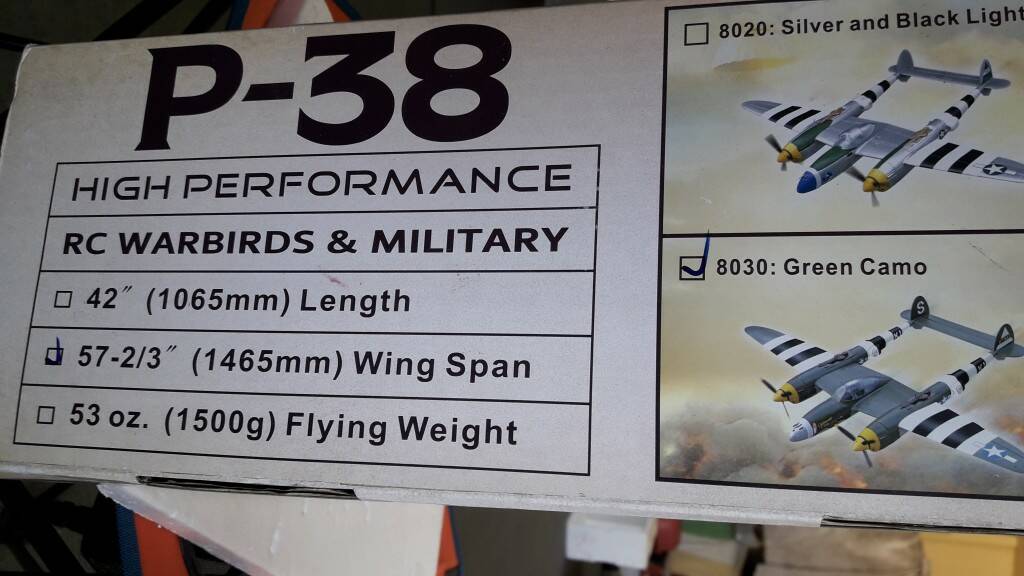 P-38
HIGH PERFORMANCE
RC WARBIRDS & MILITARY
42″ (1065mm) Length
57-2/3″ (1465mm) Wing Span
53 oz. (1500g) Flying Weight
8020: Silver and Black Light
8030: Green Camo
S